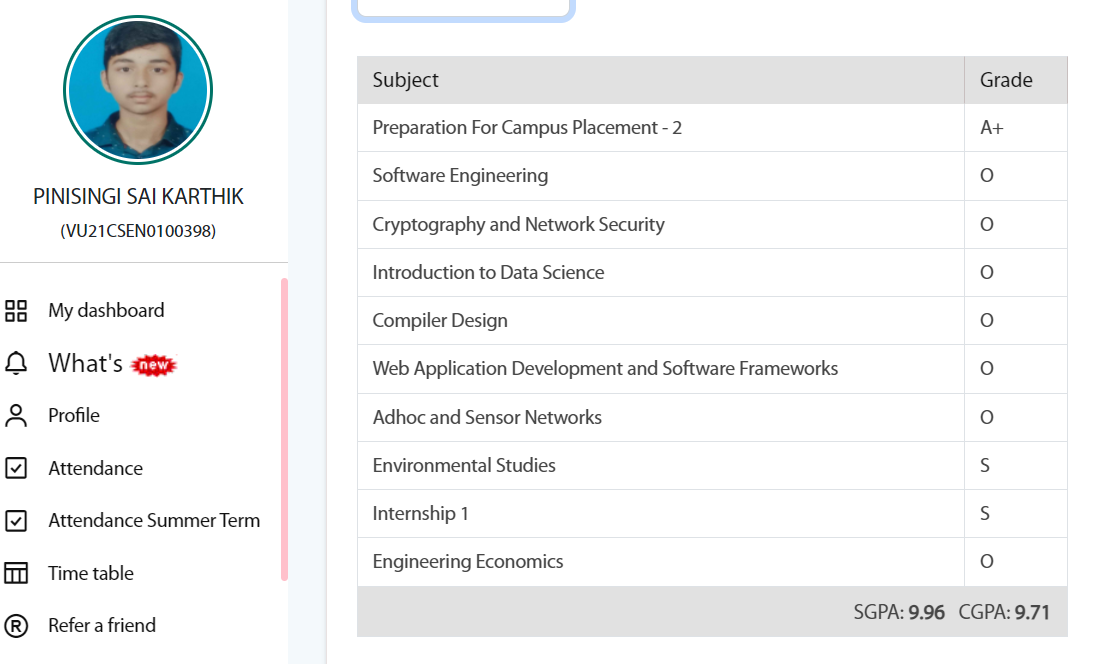 PINISINGI SAI KARTHIK
(VU21CSEN0100398)
My dashboard
What's new
Profile
Attendance
Attendance Summer Term
Time table
Refer a friend
Subject Grade
Preparation For Campus Placement - 2 A+
Software Engineering O
Cryptography and Network Security O
Introduction to Data Science O
Compiler Design O
Web Application Development and Software Frameworks O
Adhoc and Sensor Networks O
Environmental Studies S
Internship 1 S
Engineering Economics O
SGPA: 9.96 CGPA: 9.71